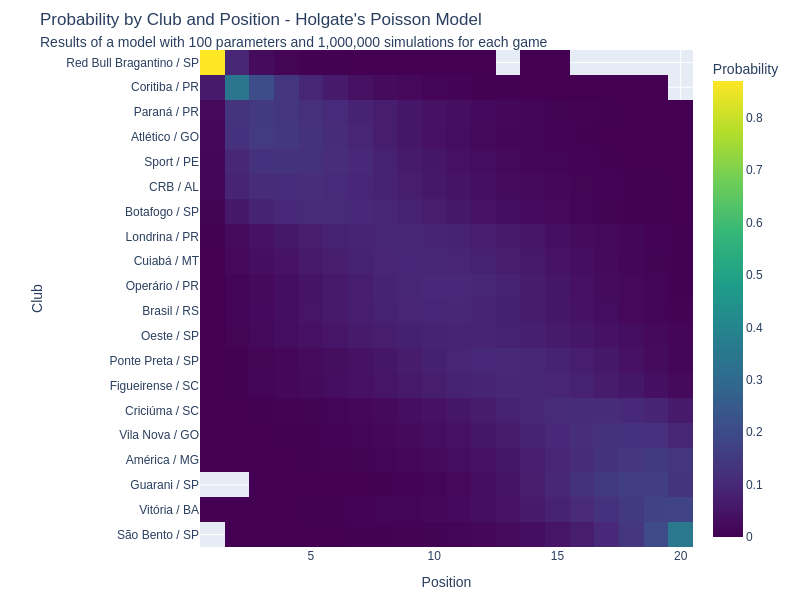 Probability by Club and Position - Holgate's Poisson Model
Results of a model with 100 parameters and 1,000,000 simulations for each game
Red Bull Bragantino / SP
Coritiba / PR
Paraná / PR
Atlético / GO
Sport / PE
CRB / AL
Botafogo / SP
Londrina / PR
Cuiabá / MT
Operário / PR
Brasil / RS
Oeste / SP
Ponte Preta / SP
Figueirense / SC
Criciúma / SC
Vila Nova / GO
América / MG
Guarani / SP
Vitória / BA
São Bento / SP
Club
5
10
15
20
Position
Probability
0.8
0.7
0.6
0.5
0.4
0.3
0.2
0.1
0